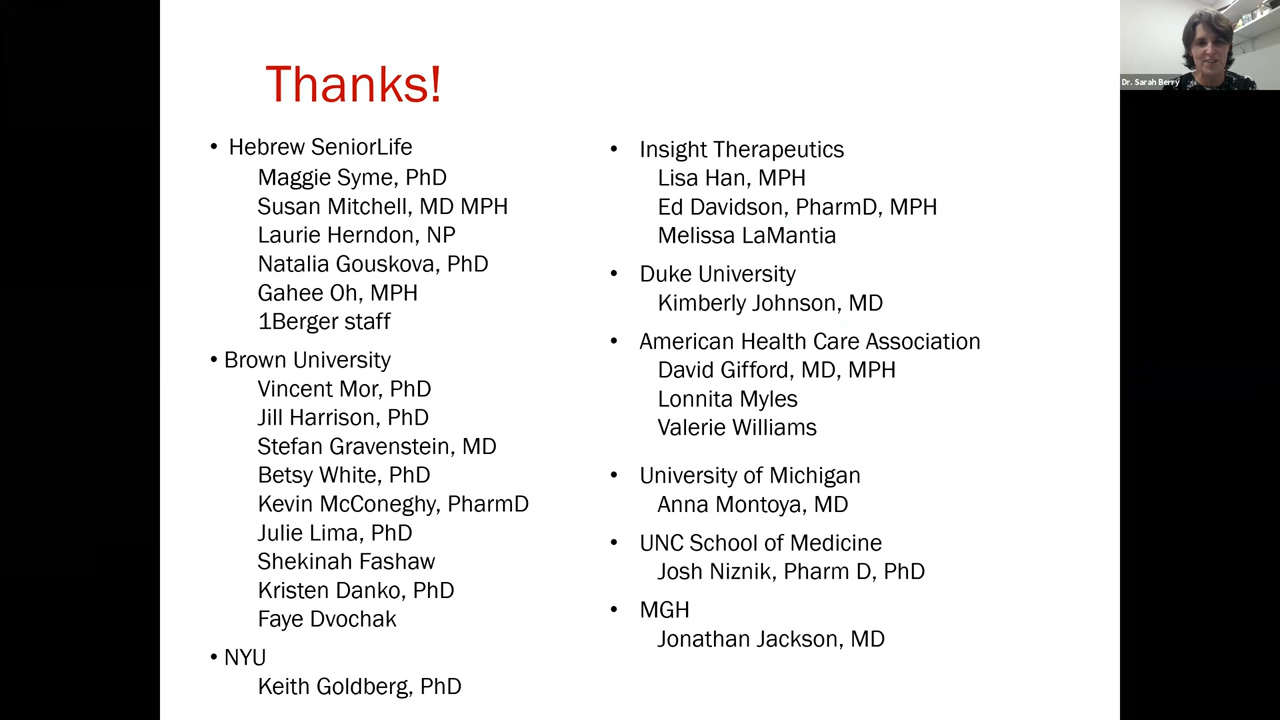 Thanks!
• Hebrew SeniorLife
Maggie Syme, PhD
Susan Mitchell, MD MPH
Laurie Herndon, NP
Natalia Gouskova, PhD
Gahee Oh, MPH
1Berger staff
• Brown University
Vincent Mor, PhD
Jill Harrison, PhD
Stefan Gravenstein, MD
Betsy White, PhD
Kevin McConeghy, PharmD
Julie Lima, PhD
Shekinah Fashaw
Kristen Danko, PhD
Faye Dvochak
• NYU
Keith Goldberg, PhD
• Insight Therapeutics
Lisa Han, MPH
Ed Davidson, PharmD, MPH
Melissa LaMantia
• Duke University
Kimberly Johnson, MD
• American Health Care Association
David Gifford, MD, MPH
Lonnita Myles
Valerie Williams
• University of Michigan
Anna Montoya, MD
• UNC School of Medicine
Josh Niznik, Pharm D, PhD
• MGH
Jonathan Jackson, MD
Dr. Sarah Berry